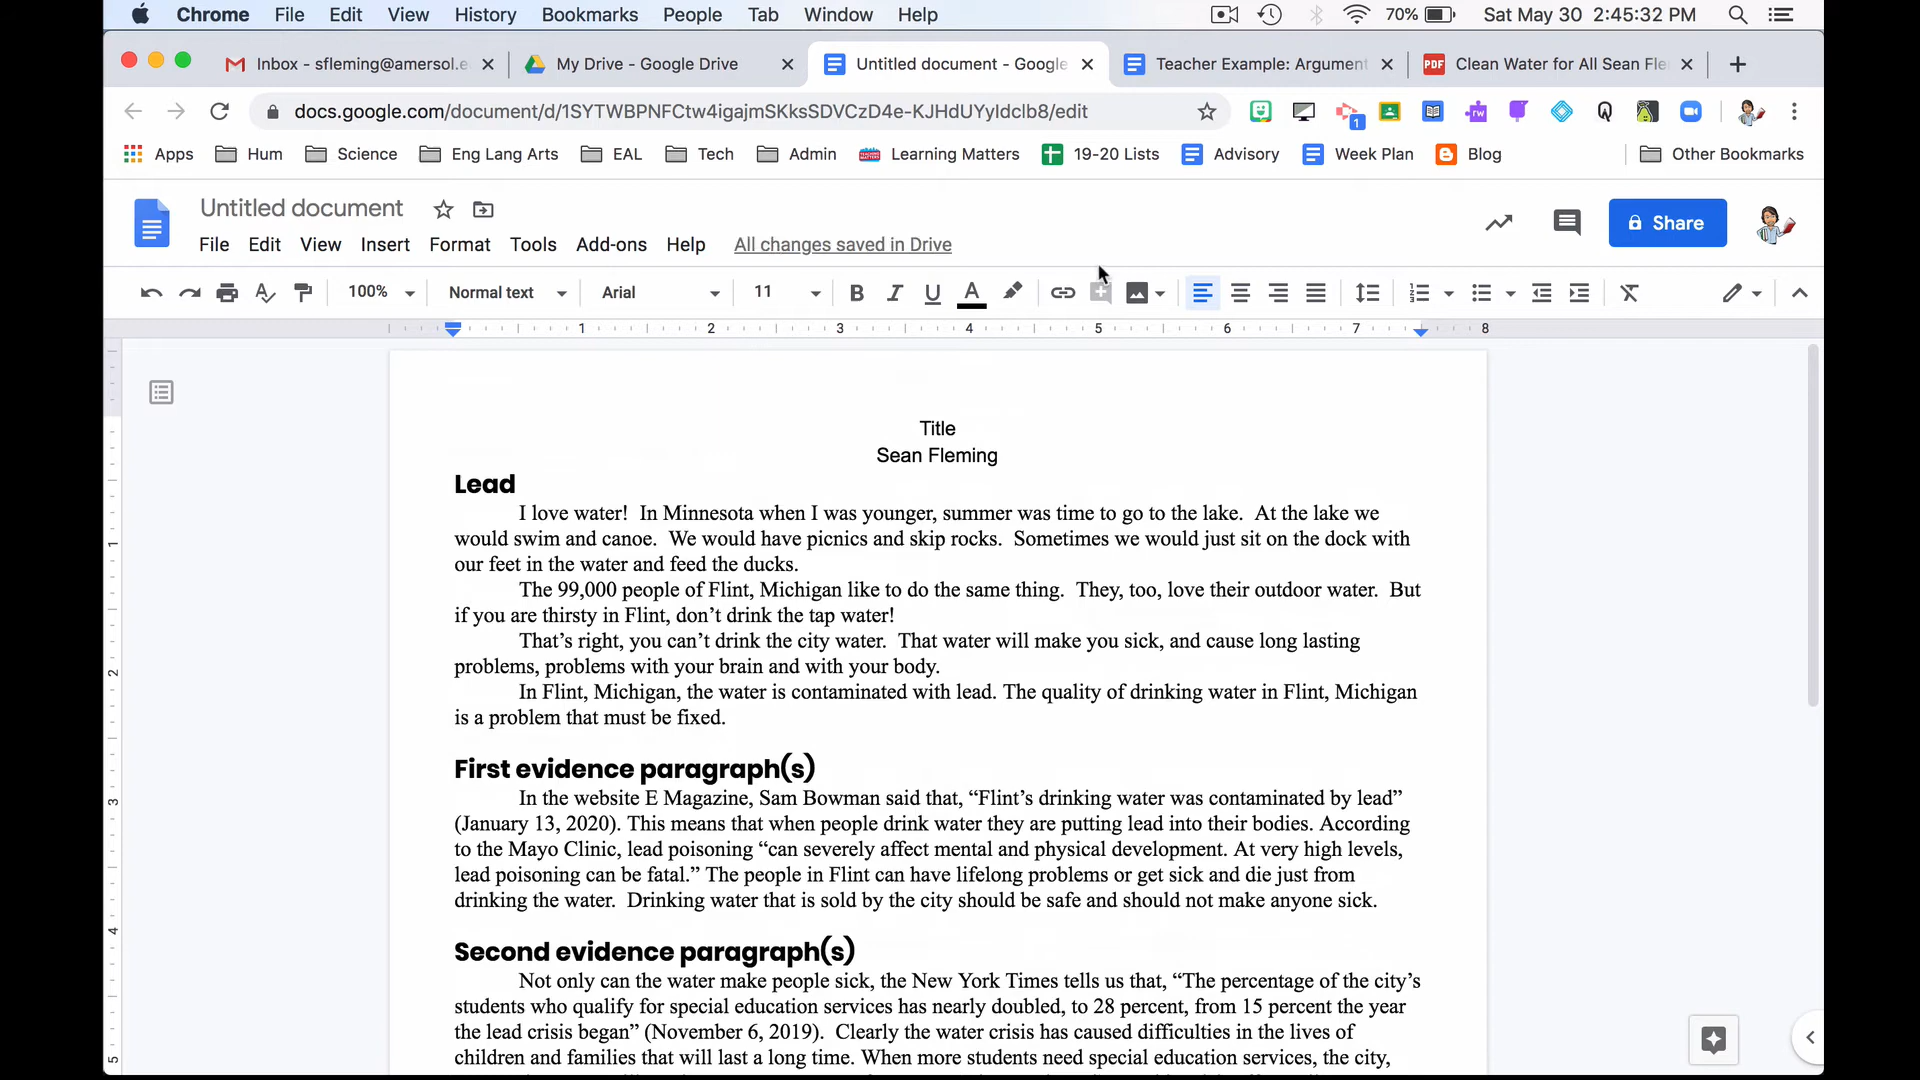 Chrome File Edit View History Bookmarks People Tab Window Help 70% Sat May 30 2:45:32 PM
Inbox - sfleming@amersol.e My Drive - Google Drive Untitled document - Google Teacher Example: Argument PDF Clean Water for All Sean Fle
docs.google.com/document/d/1SYTWBPNFCtw4igajmSKksSDVCzD4e-KJHdUYyIdclb8/edit rw 1
Apps Hum Science Eng Lang Arts EAL Tech Admin Learning Matters 19-20 Lists Advisory Week Plan Blog Other Bookmarks
Untitled document
File Edit View Insert Format Tools Add-ons Help All changes saved in Drive Share
100% Normal text Arial 11 B I U A
1 2 3 4 5 6 7 8
Title
Sean Fleming
Lead
I love water!  In Minnesota when I was younger, summer was time to go to the lake.  At the lake we
would swim and canoe.  We would have picnics and skip rocks.  Sometimes we would just sit on the dock with
our feet in the water and feed the ducks.
The 99,000 people of Flint, Michigan like to do the same thing.  They, too, love their outdoor water.  But
if you are thirsty in Flint, don’t drink the tap water!
That’s right, you can’t drink the city water.  That water will make you sick, and cause long lasting
problems, problems with your brain and with your body.
In Flint, Michigan, the water is contaminated with lead. The quality of drinking water in Flint, Michigan
is a problem that must be fixed.
First evidence paragraph(s)
In the website E Magazine, Sam Bowman said that, “Flint’s drinking water was contaminated by lead”
(January 13, 2020). This means that when people drink water they are putting lead into their bodies. According
to the Mayo Clinic, lead poisoning “can severely affect mental and physical development. At very high levels,
lead poisoning can be fatal.” The people in Flint can have lifelong problems or get sick and die just from
drinking the water.  Drinking water that is sold by the city should be safe and should not make anyone sick.
Second evidence paragraph(s)
Not only can the water make people sick, the New York Times tells us that, “The percentage of the city’s
students who qualify for special education services has nearly doubled, to 28 percent, from 15 percent the year
the lead crisis began” (November 6, 2019).  Clearly the water crisis has caused difficulties in the lives of
children and families that will last a long time. When more students need special education services, the city,
1
2
3
4
5